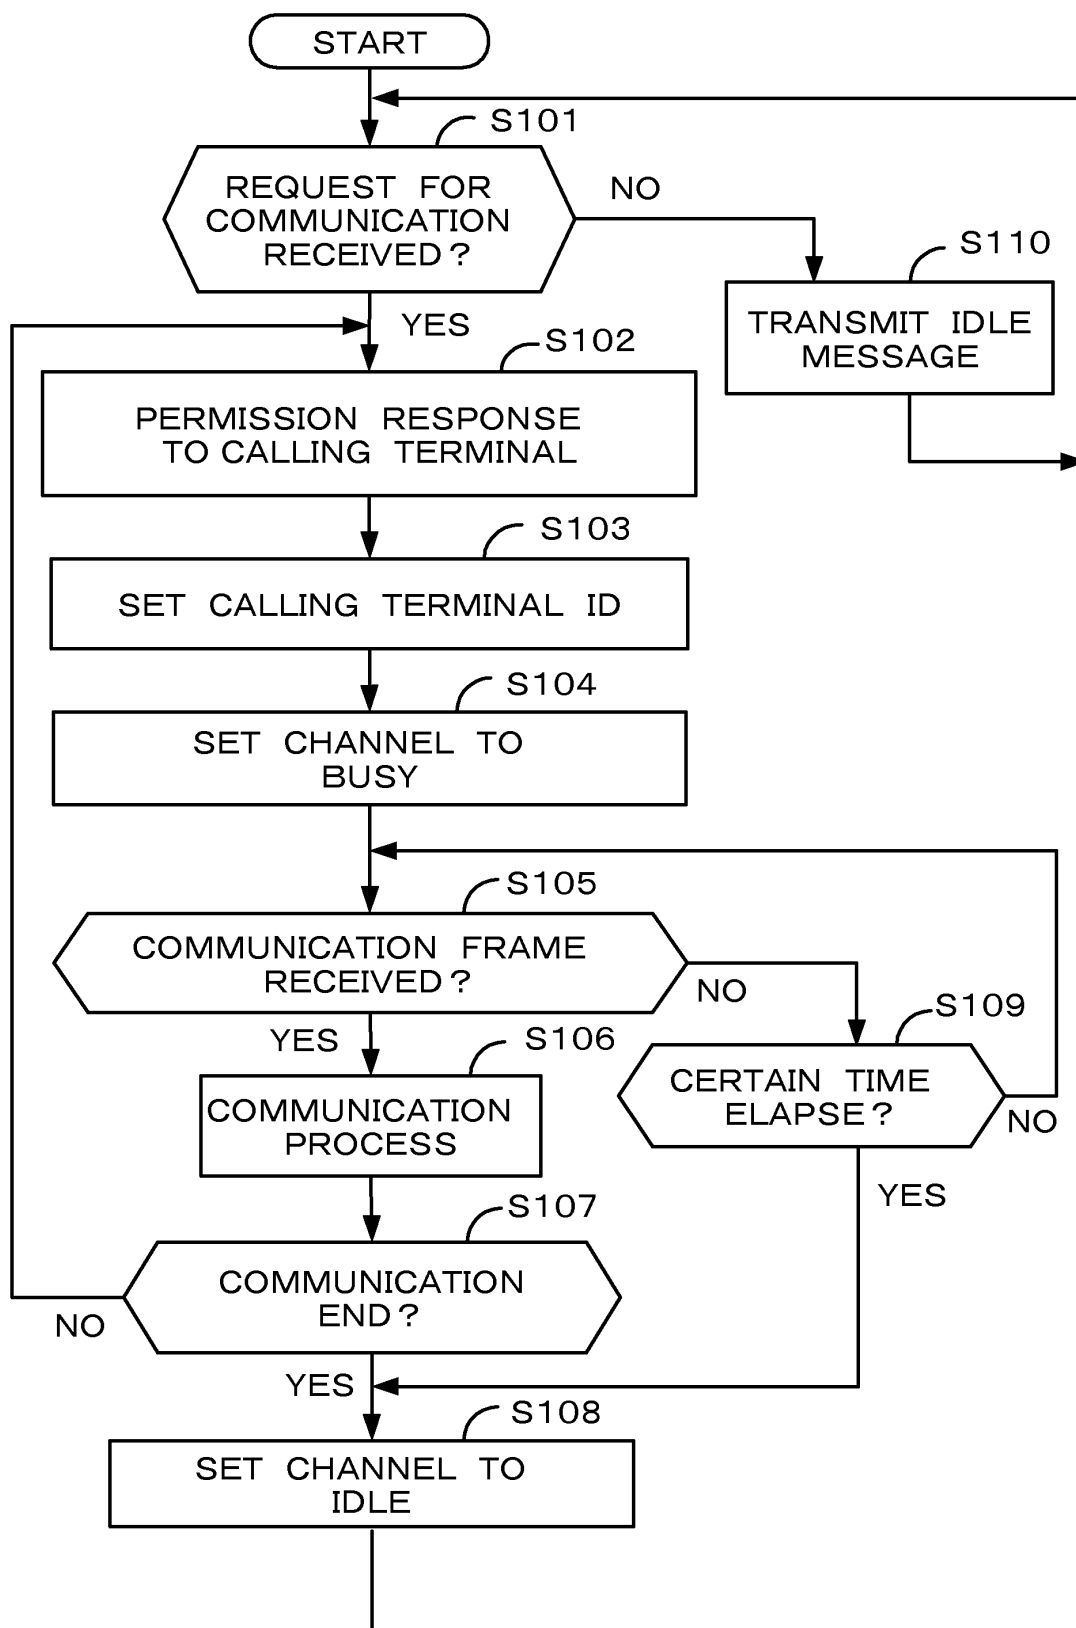 START
S101
REQUEST FOR
COMMUNICATION
RECEIVED?
NO
S110
TRANSMIT IDLE
MESSAGE
YES
S102
PERMISSION RESPONSE
TO CALLING TERMINAL
S103
SET CALLING TERMINAL ID
S104
SET CHANNEL TO
BUSY
S105
COMMUNICATION FRAME
RECEIVED?
NO
YES
S109
CERTAIN TIME
ELAPSE?
NO
S106
COMMUNICATION
PROCESS
YES
S107
COMMUNICATION
END?
NO
YES
S108
SET CHANNEL TO
IDLE